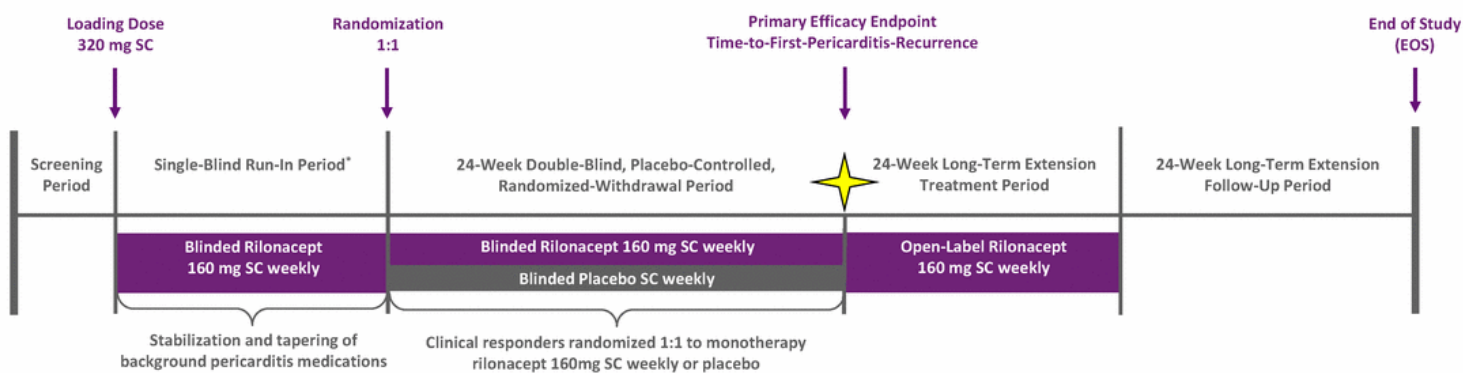 Loading Dose
320 mg SC
Randomization
1:1
Primary Efficacy Endpoint
Time-to-First-Pericarditis-Recurrence
End of Study
(EOS)
Screening
Period
Single-Blind Run-In Period*
24-Week Double-Blind, Placebo-Controlled,
Randomized-Withdrawal Period
24-Week Long-Term Extension
Treatment Period
24-Week Long-Term Extension
Follow-Up Period
Blinded Rilonacept
160 mg SC weekly
Blinded Rilonacept 160 mg SC weekly
Blinded Placebo SC weekly
Open-Label Rilonacept
160 mg SC weekly
Stabilization and tapering of
background pericarditis medications
Clinical responders randomized 1:1 to monotherapy
rilonacept 160mg SC weekly or placebo